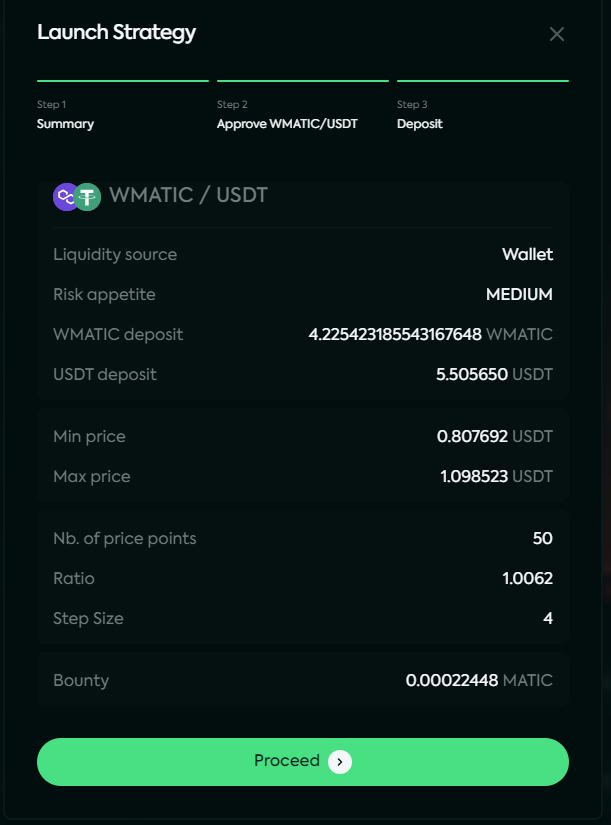 Launch Strategy
Step 1 Step 2 Step 3
Summary Approve WMATIC/USDT Deposit
WMATIC / USDT
Liquidity source Wallet
Risk appetite MEDIUM
WMATIC deposit 4.225423185543167648 WMATIC
USDT deposit 5.505650 USDT
Min price 0.807692 USDT
Max price 1.098523 USDT
Nb. of price points 50
Ratio 1.0062
Step Size 4
Bounty 0.00022448 MATIC
Proceed